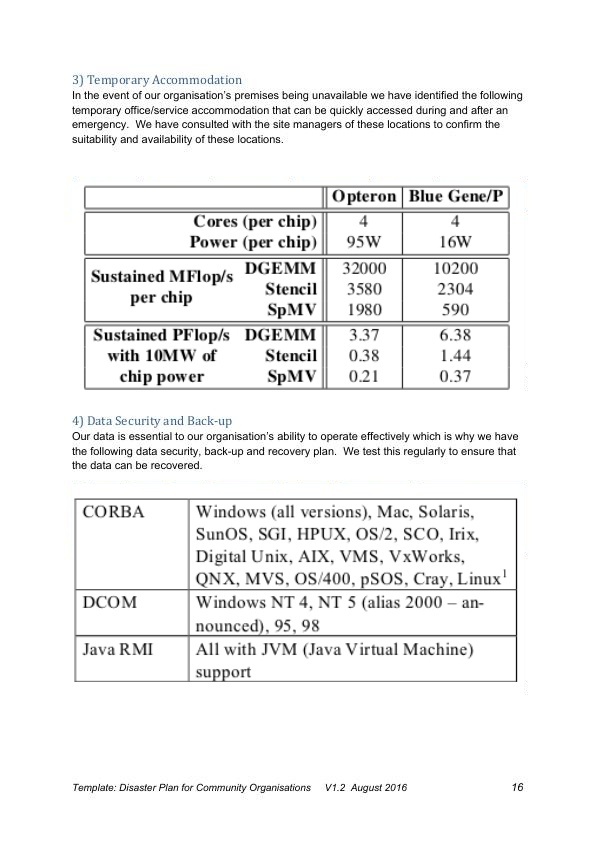 3) Temporary Accommodation
In the event of our organisation's premises being unavailable we have identified the following
temporary office/service accommodation that can be quickly accessed during and after an
emergency.  We have consulted with the site managers of these locations to confirm the
suitability and availability of these locations.
Opteron Blue Gene/P
Cores (per chip) 4 4
Power (per chip) 95W 16W
Sustained MFlop/s per chip DGEMM 32000 10200
Stencil 3580 2304
SpMV 1980 590
Sustained PFlop/s DGEMM 3.37 6.38
with 10MW of Stencil 0.38 1.44
chip power SpMV 0.21 0.37
4) Data Security and Back-up
Our data is essential to our organisation's ability to operate effectively which is why we have
the following data security, back-up and recovery plan.  We test this regularly to ensure that
the data can be recovered.
CORBA Windows (all versions), Mac, Solaris,
SunOS, SGI, HPUX, OS/2, SCO, Irix,
Digital Unix, AIX, VMS, VxWorks,
QNX, MVS, OS/400, pSOS, Cray, Linux1
DCOM Windows NT 4, NT 5 (alias 2000 – an-
nounced), 95, 98
Java RMI All with JVM (Java Virtual Machine)
support
Template: Disaster Plan for Community Organisations V1.2 August 2016 16